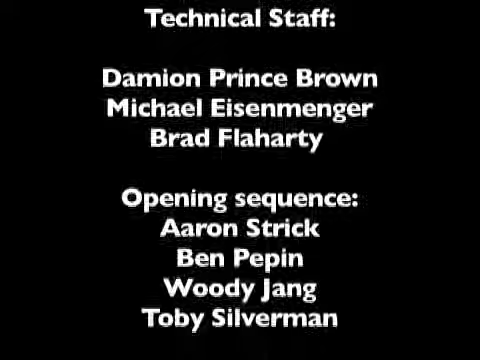 Technical Staff:
Damion Prince Brown
Michael Eisenmenger
Brad Flaharty
Opening sequence:
Aaron Strick
Ben Pepin
Woody Jang
Toby Silverman